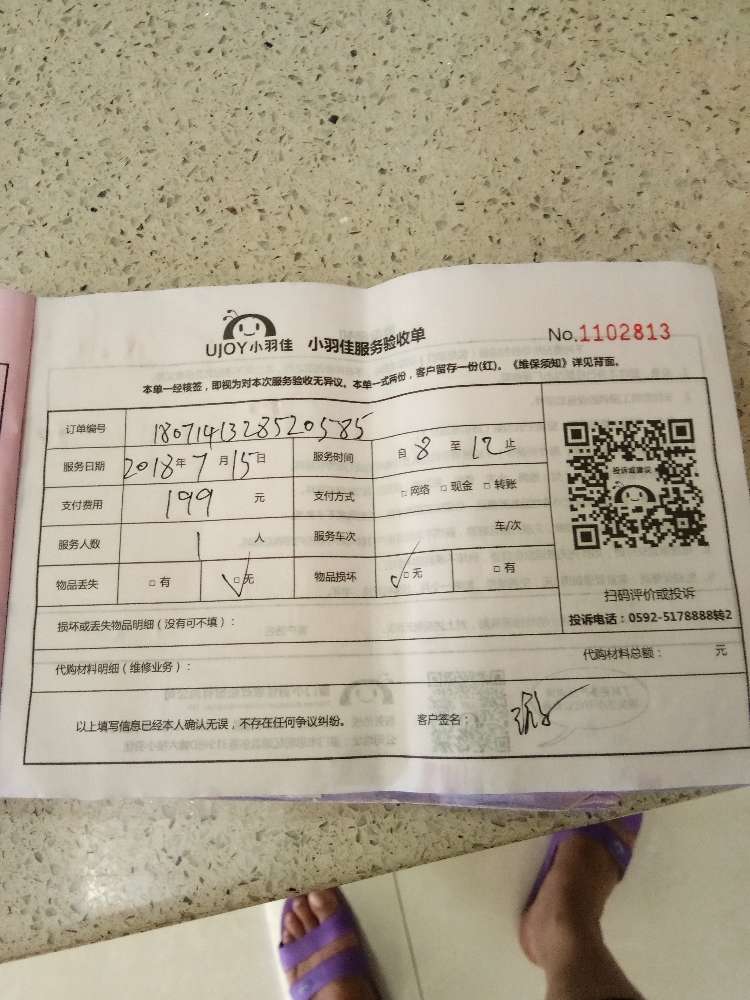 UJOY小羽佳 小羽佳服务验收单 No.1102813
本单一经核签，即视为对本次服务验收无异议。本单一式两份，客户留存一份(红)。《维保须知》详见背面。
订单编号 1807141328520585
服务日期 2018年7月15日 服务时间 自8至12止
支付费用 199元 支付方式 □网络 □现金 □转账
服务人数 1人 服务车次 车/次
物品丢失 □有 □无 物品损坏 □无 □有
投诉或建议
扫码评价或投诉
投诉电话：0592-5178888转2
损坏或丢失物品明细（没有可不填）：
代购材料明细（维修业务）： 代购材料总额： 元
以上填写信息已经本人确认无误，不存在任何争议纠纷。 客户签名：